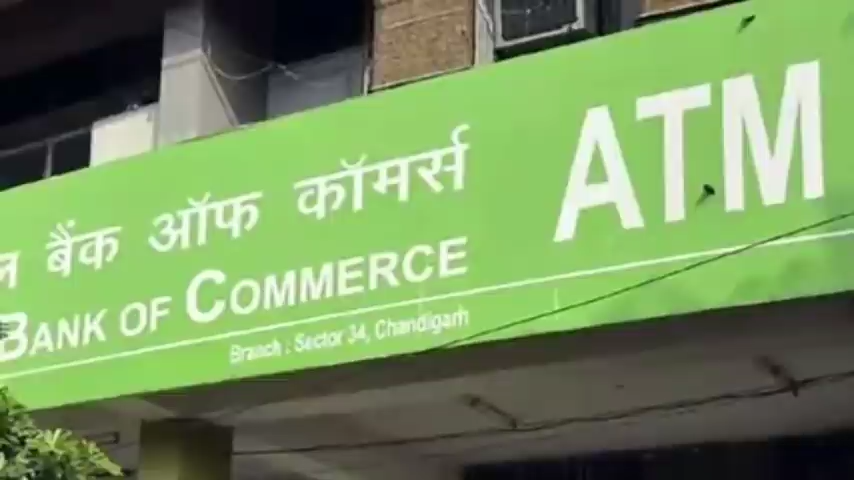 बैंक ऑफ कॉमर्स
BANK OF COMMERCE
Branch : Sector 34, Chandigarh
ATM